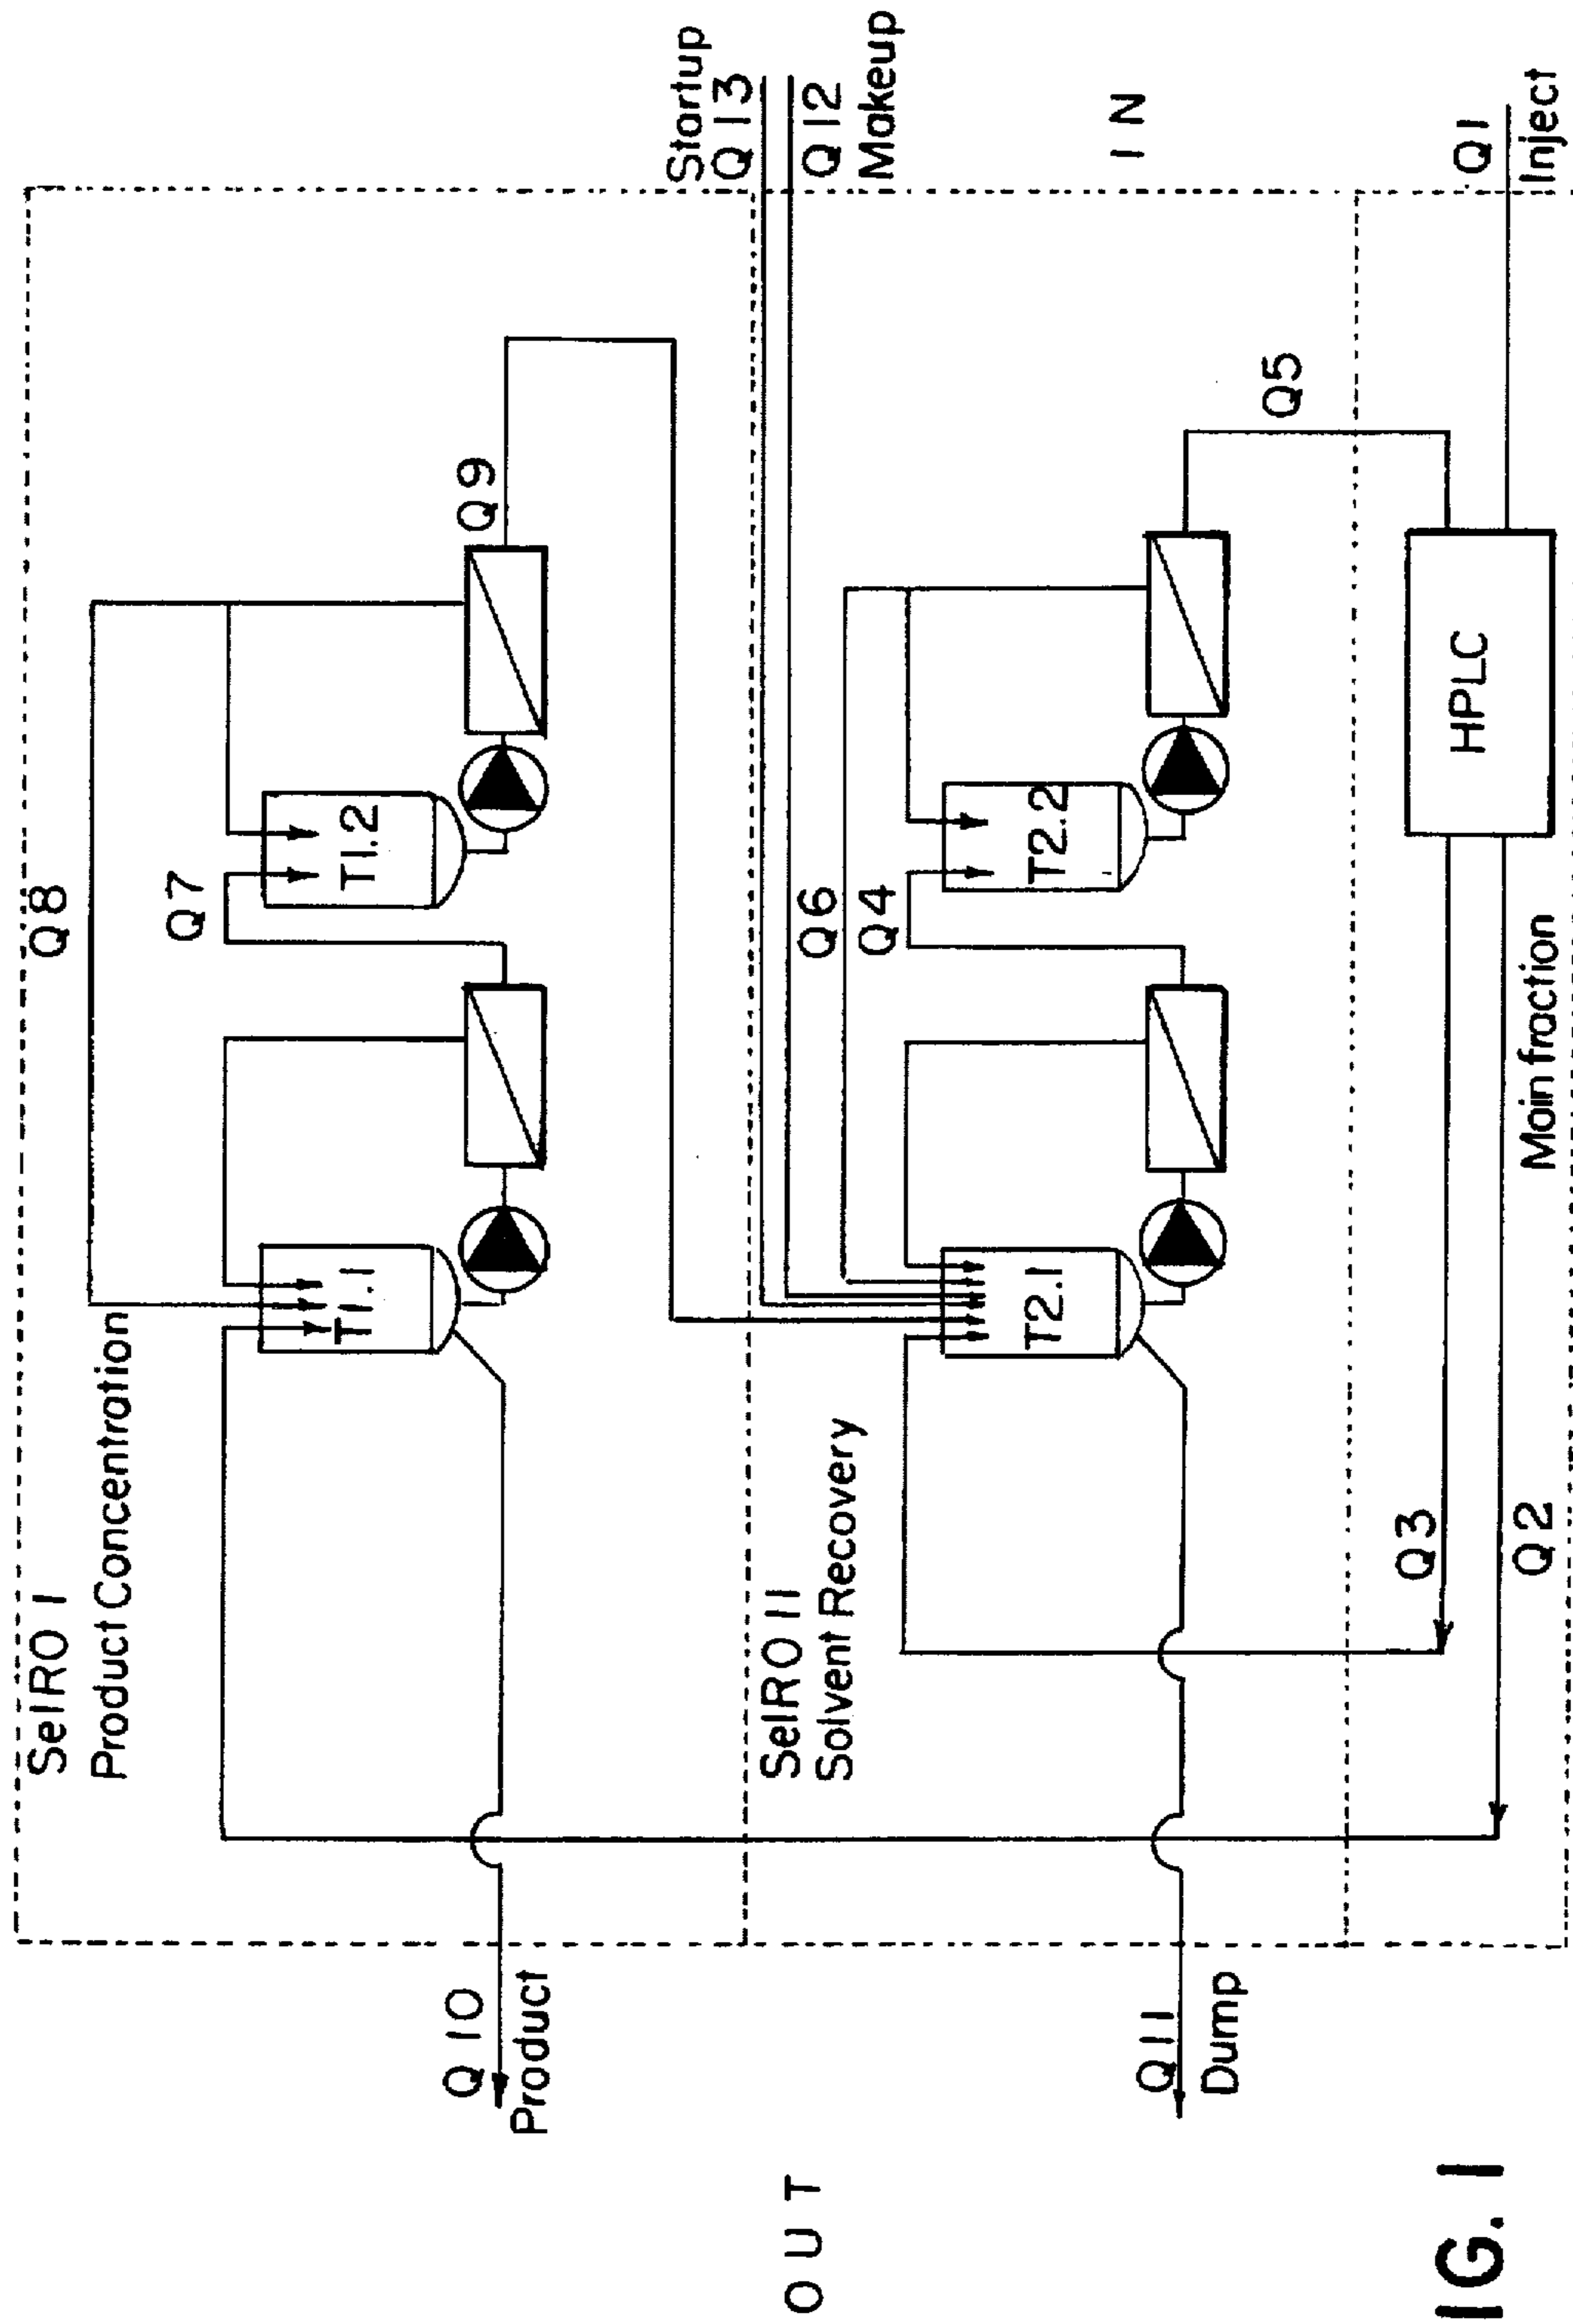 SelRO I
Product Concentration
Q8
Q7
T1.1
T1.2
Q9
Q10
Product
Startup
Q13
Q12
Makeup
SelRO II
Solvent Recovery
Q6
Q4
T2.1
T2.2
Q5
Q11
Dump
OUT
IN
Q3
Q2
Main fraction
HPLC
Q1
Inject
IG. 1